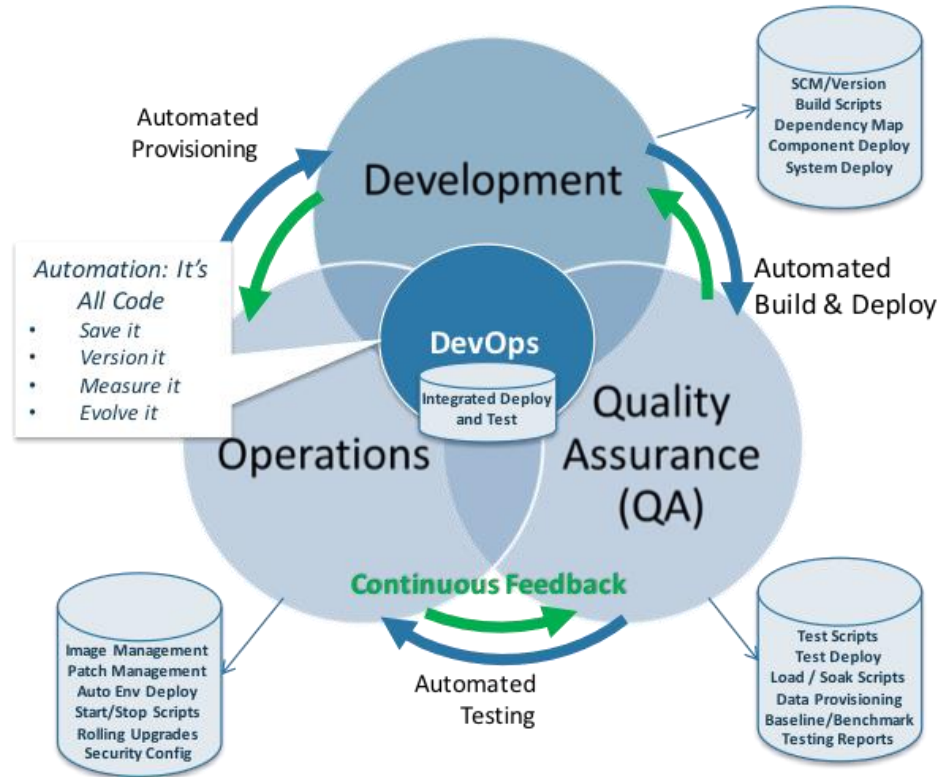 SCM/Version
Build Scripts
Dependency Map
Component Deploy
System Deploy
Automated
Provisioning
Development
Automation: It's
All Code
• Save it
• Version it
• Measure it
• Evolve it
Automated
Build & Deploy
DevOps
Integrated Deploy
and Test
Operations
Quality
Assurance
(QA)
Continuous Feedback
Image Management
Patch Management
Auto Env Deploy
Start/Stop Scripts
Rolling Upgrades
Security Config
Automated
Testing
Test Scripts
Test Deploy
Load / Soak Scripts
Data Provisioning
Baseline/Benchmark
Testing Reports